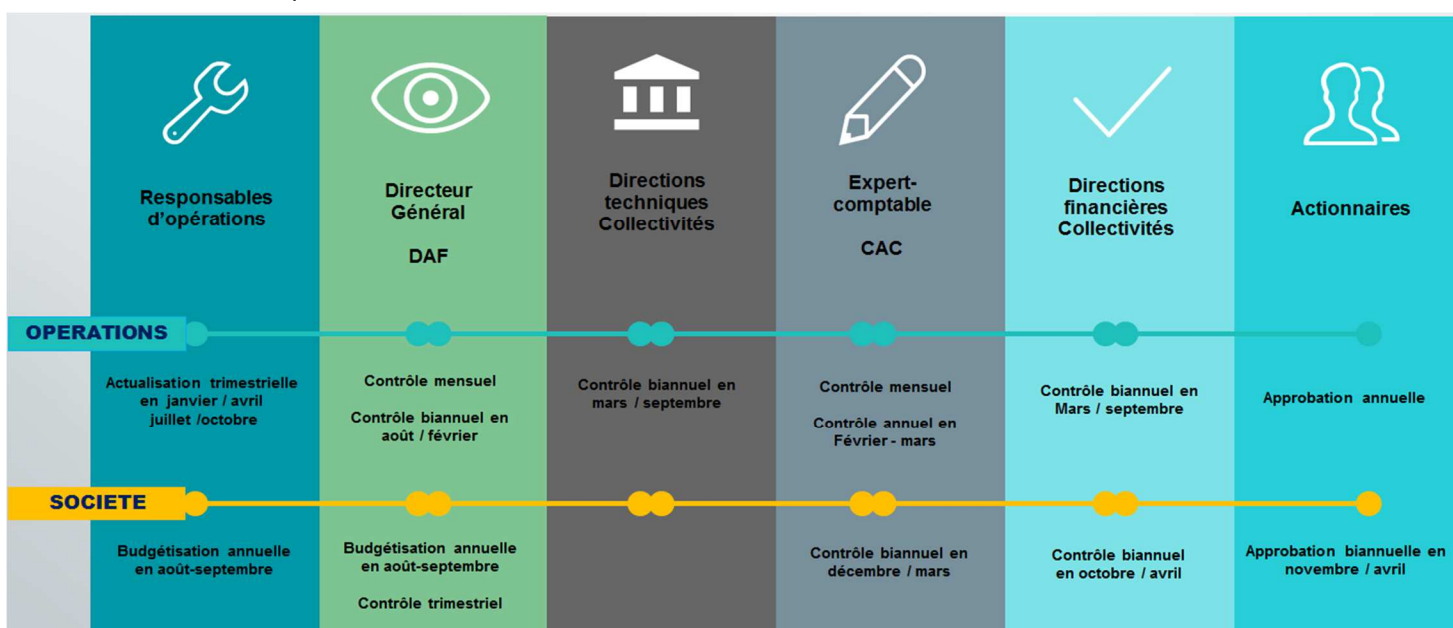 Responsables
d'opérations
Directeur
Général
DAF
Directions
techniques
Collectivités
Expert-
comptable
CAC
Directions
financières
Collectivités
Actionnaires
OPERATIONS
Actualisation trimestrielle
en janvier / avril
juillet /octobre
Contrôle mensuel
Contrôle biannuel en
août / février
Contrôle biannuel en
mars / septembre
Contrôle mensuel
Contrôle annuel en
Février - mars
Contrôle biannuel en
Mars / septembre
Approbation annuelle
SOCIETE
Budgétisation annuelle
en août-septembre
Budgétisation annuelle
en août-septembre
Contrôle trimestriel
Contrôle biannuel en
décembre / mars
Contrôle biannuel
en octobre / avril
Approbation biannuelle en
novembre / avril